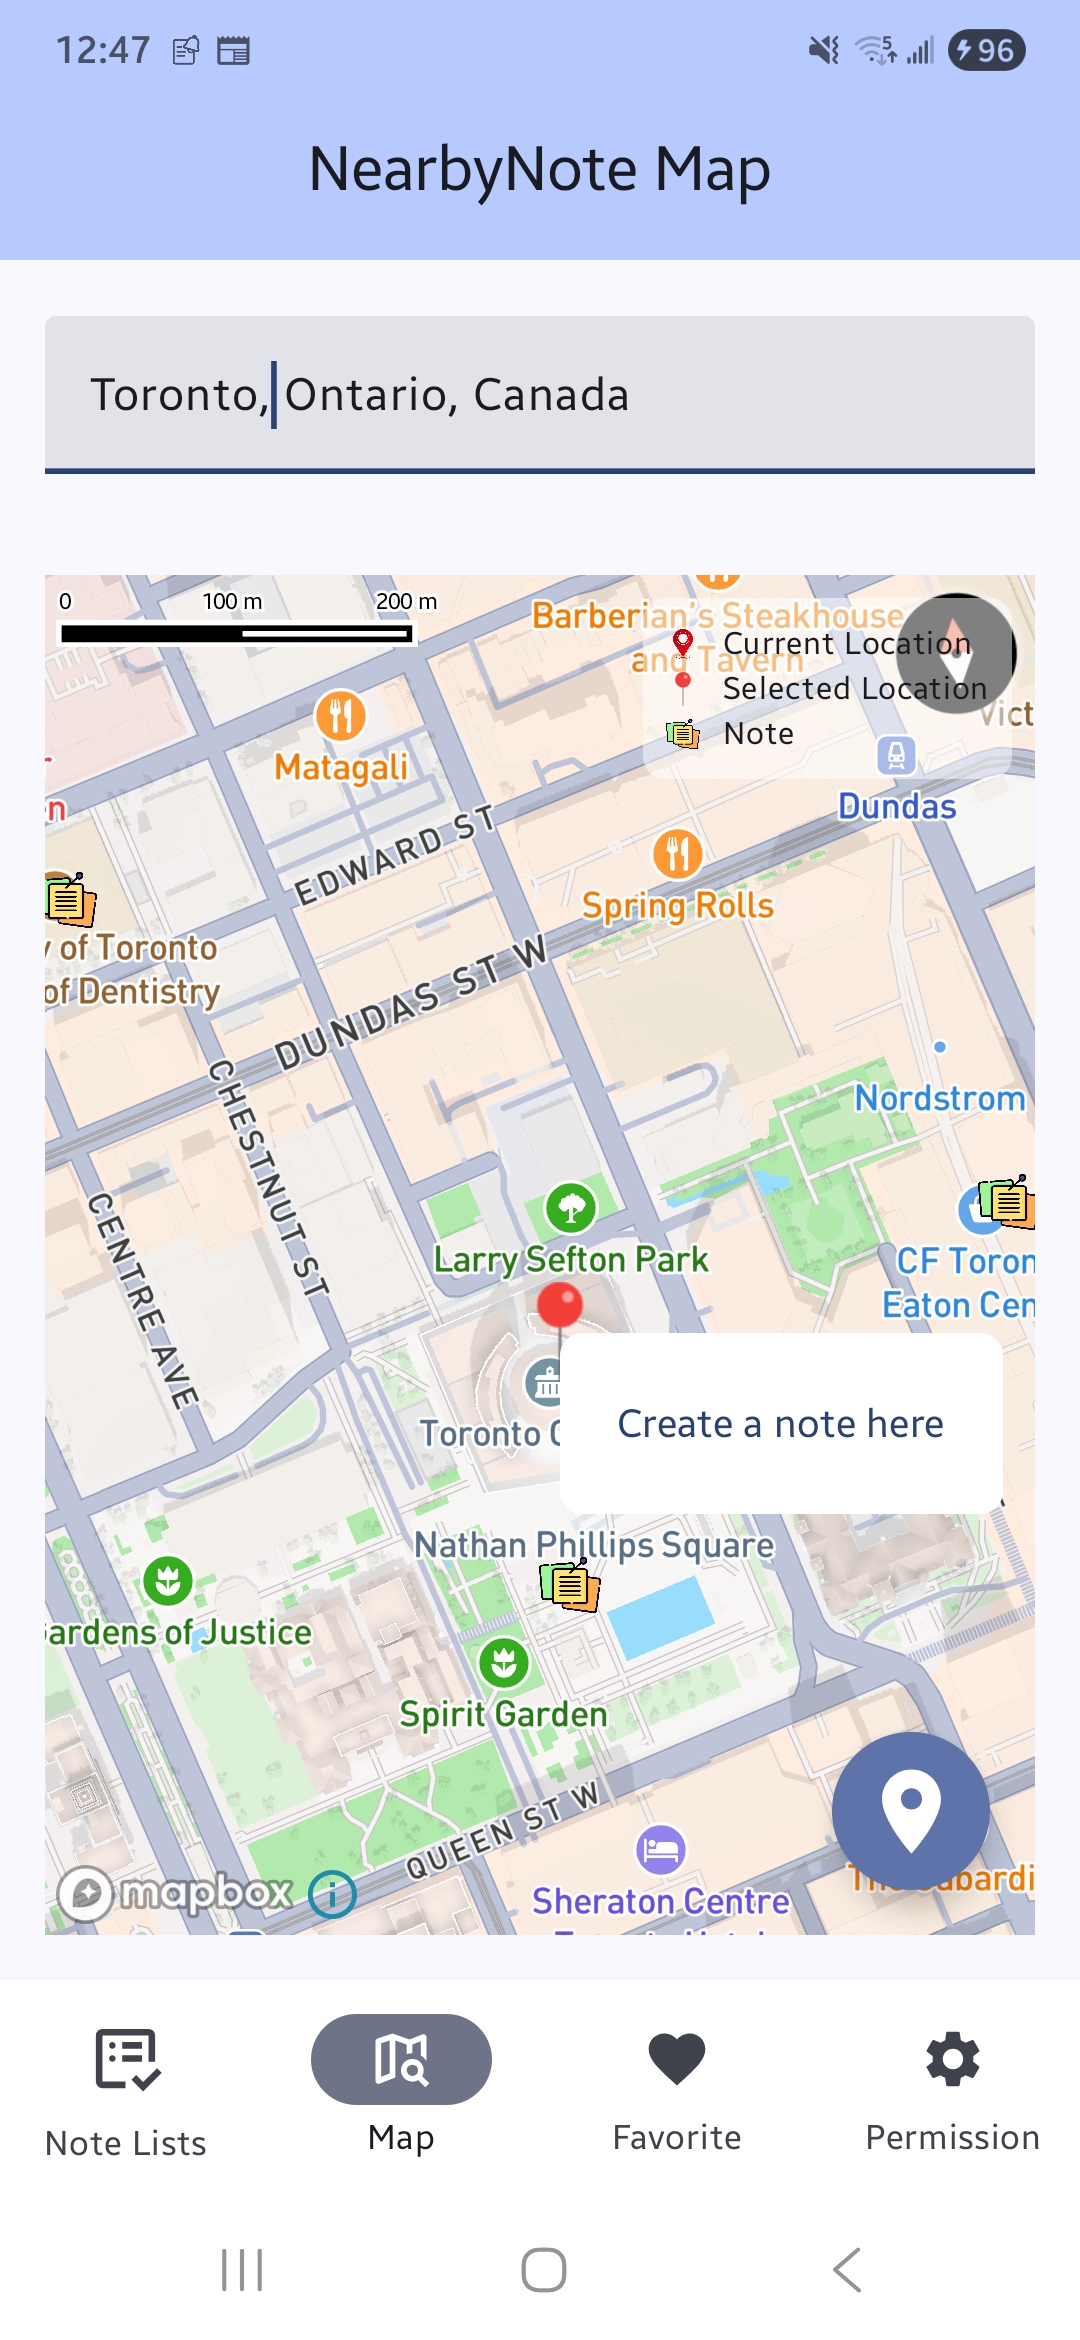 12:47
5
96
NearbyNote Map
Toronto, Ontario, Canada
0 100 m 200 m
Barberian's Steakhouse
and Tavern
Current Location
Selected Location
Note
Vict
Matagali
Dundas
EDWARD ST
Spring Rolls
n
y of Toronto
of Dentistry
DUNDAS ST W
CHESTNUT ST
Nordstrom
CENTRE AVE
Larry Sefton Park
CF Toron
Eaton Cen
Toronto C
Create a note here
Nathan Phillips Square
ardens of Justice
Spirit Garden
QUEEN ST W
mapbox
i
Sheraton Centre
bardi
Note Lists
Map
Favorite
Permission